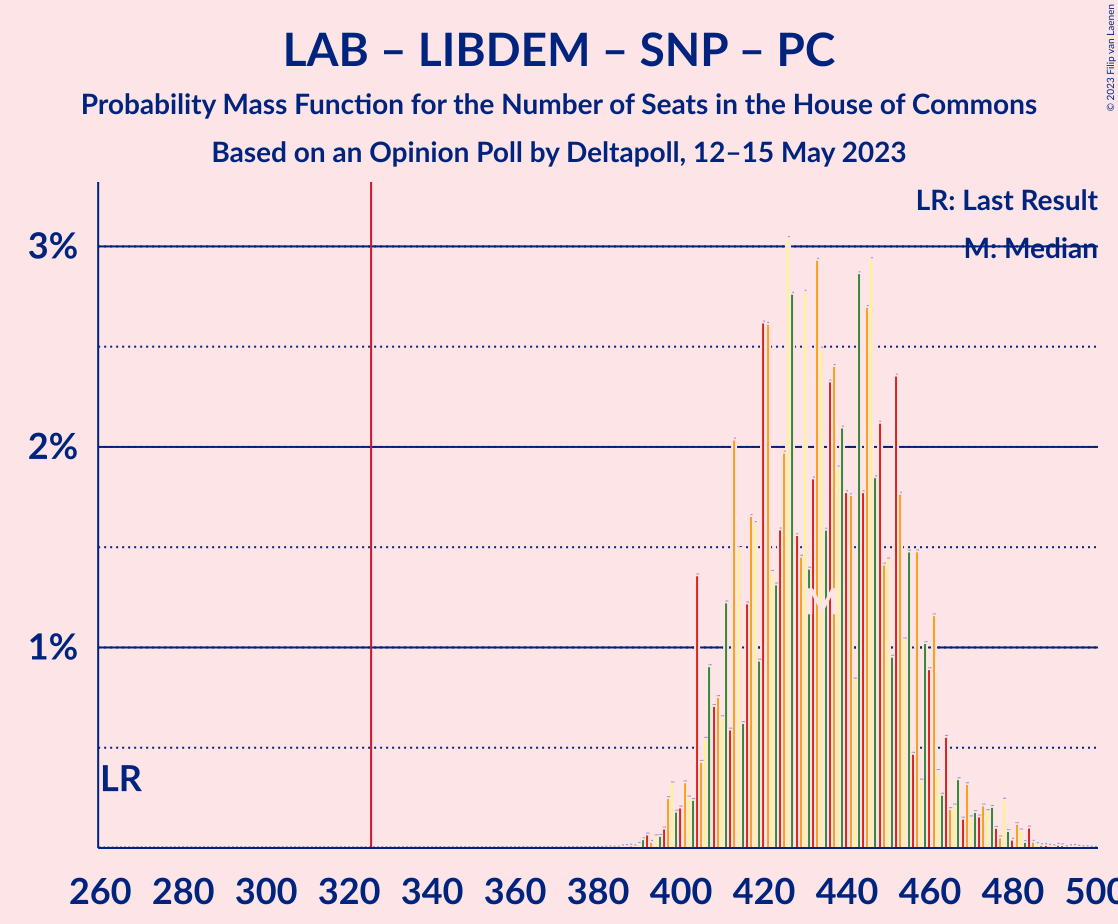 LAB – LIBDEM – SNP – PC
Probability Mass Function for the Number of Seats in the House of Commons
Based on an Opinion Poll by Deltapoll, 12–15 May 2023
© 2023 Filip van Laenen
LR: Last Result
M: Median
3%
2%
1%
LR
M
260 280 300 320 340 360 380 400 420 440 460 480 500